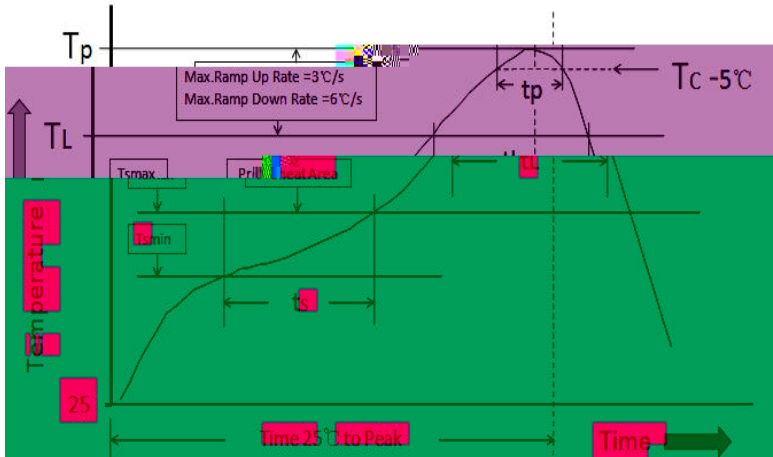 Tp
Max.Ramp Up Rate =3℃/s
Max.Ramp Down Rate =6℃/s
TC -5℃
tp
TL
tL
Tsmax
Area
Tsmin
ts
Temperature
25
Time 25℃ to Peak
Time